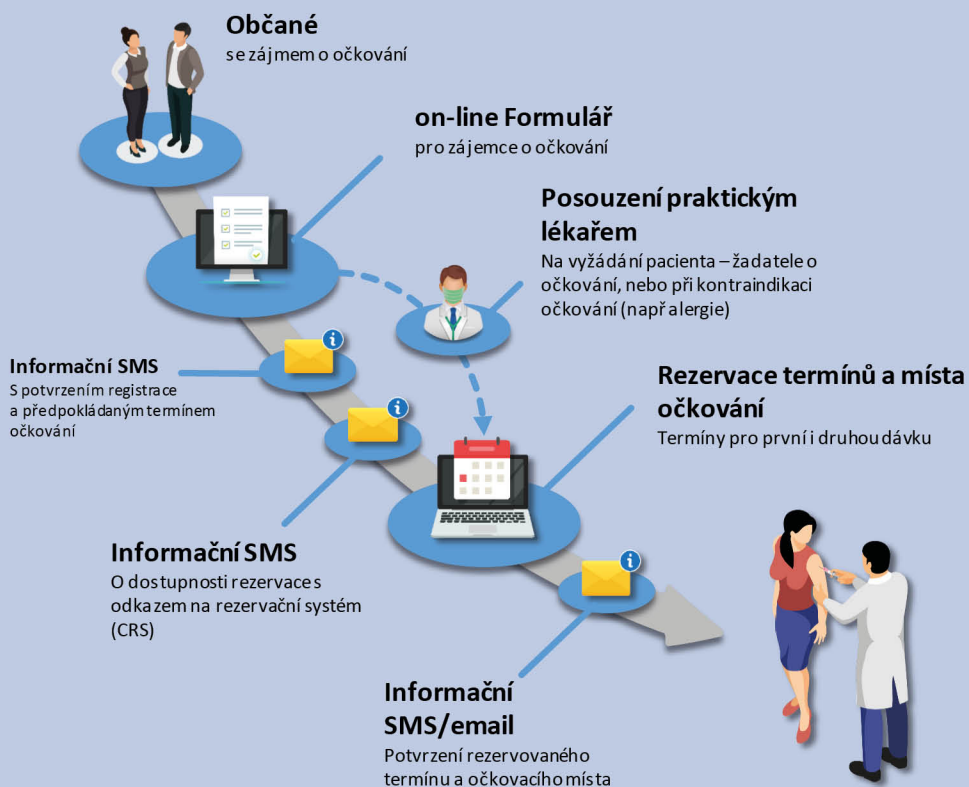 Občané
se zájmem o očkování
on-line Formulář
pro zájemce o očkování
Posouzení praktickým
lékařem
Na vyžádání pacienta – žadatele o
očkování, nebo při kontraindikaci
očkování (např alergie)
Informační SMS
S potvrzením registrace
a předpokládaným termínem
očkování
Rezervace termínů a místa
očkování
Termíny pro první i druhou dávku
Informační SMS
O dostupnosti rezervace s
odkazem na rezervační systém
(CRS)
Informační
SMS/email
Potvrzení rezervovaného
termínu a očkovacího místa